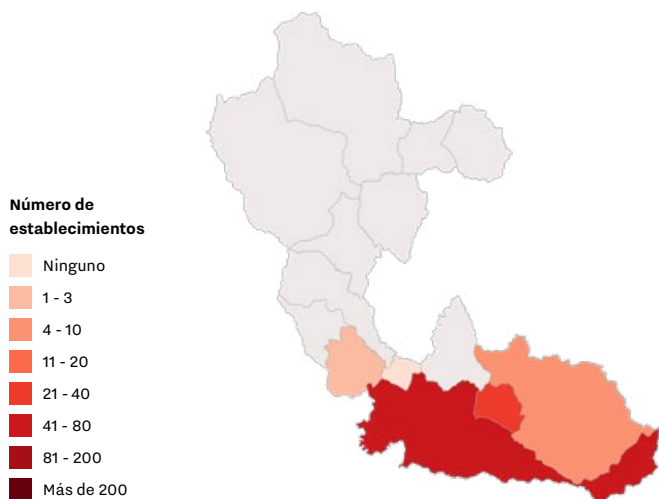 Número de
establecimientos
Ninguno
1 - 3
4 - 10
11 - 20
21 - 40
41 - 80
81 - 200
Más de 200